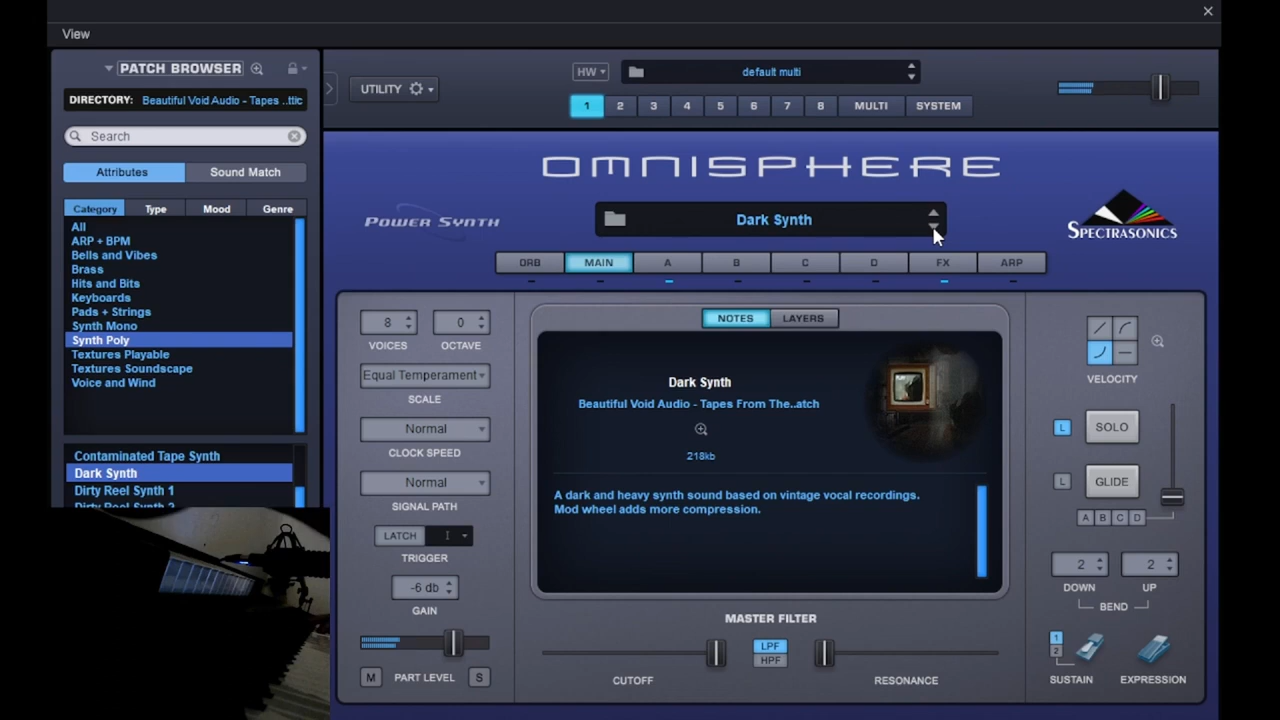 View
PATCH BROWSER
DIRECTORY: Beautiful Void Audio - Tapes ..ttic
Search
Attributes
Sound Match
Category
Type
Mood
Genre
All
ARP + BPM
Bells and Vibes
Brass
Hits and Bits
Keyboards
Pads + Strings
Synth Mono
Synth Poly
Textures Playable
Textures Soundscape
Voice and Wind
Contaminated Tape Synth
Dark Synth
Dirty Reel Synth 1
Dirty Reel Synth 2
UTILITY
HW
default multi
1 2 3 4 5 6 7 8 MULTI SYSTEM
OMNISPHERE
POWER SYNTH
Dark Synth
SPECTRASONICS
ORB MAIN A B C D FX ARP
8
VOICES
0
OCTAVE
Equal Temperament
SCALE
Normal
CLOCK SPEED
Normal
SIGNAL PATH
LATCH
I
TRIGGER
-6 db
GAIN
M PART LEVEL S
NOTES
LAYERS
Dark Synth
Beautiful Void Audio - Tapes From The..atch
218kb
A dark and heavy synth sound based on vintage vocal recordings.
Mod wheel adds more compression.
MASTER FILTER
LPF
HPF
CUTOFF
RESONANCE
VELOCITY
L SOLO
L GLIDE
A B C D
2
DOWN
2
UP
BEND
1
2
SUSTAIN
EXPRESSION